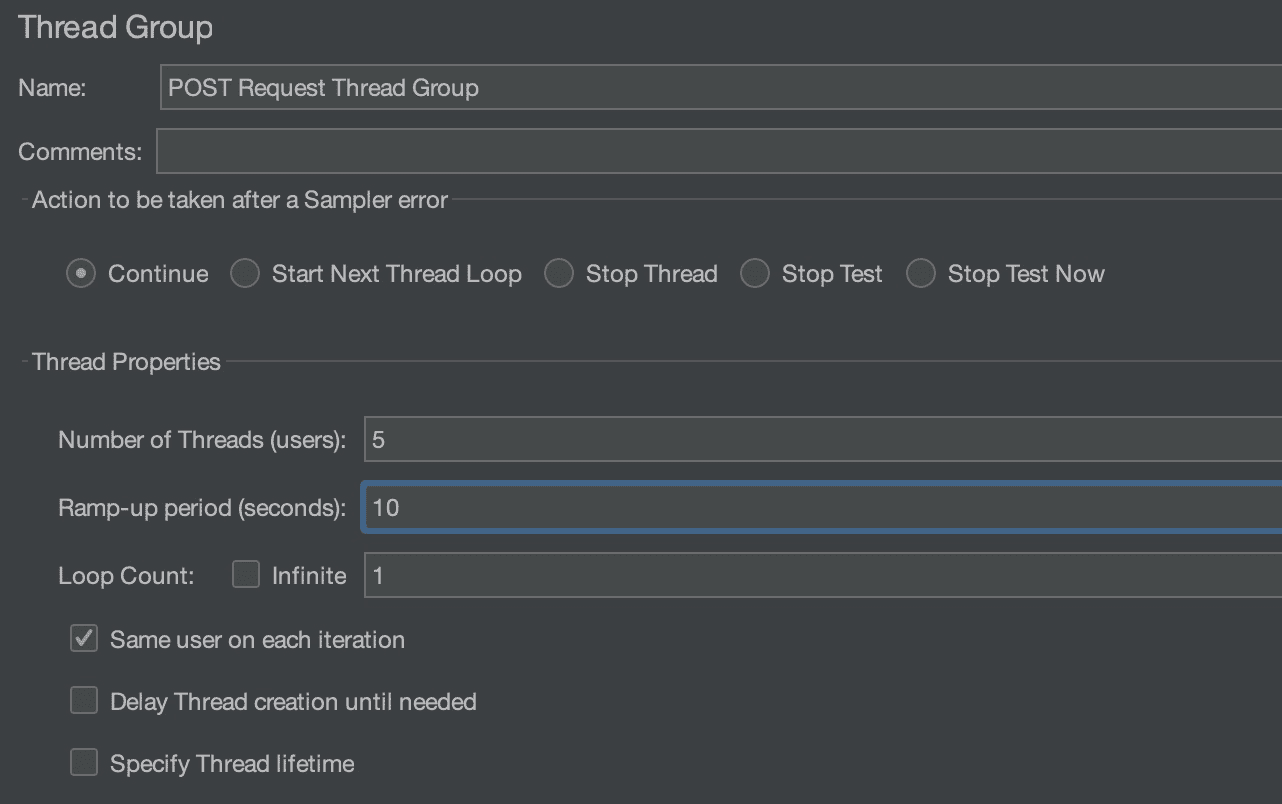 Thread Group
Name: POST Request Thread Group
Comments:
Action to be taken after a Sampler error
Continue Start Next Thread Loop Stop Thread Stop Test Stop Test Now
Thread Properties
Number of Threads (users): 5
Ramp-up period (seconds): 10
Loop Count: Infinite 1
Same user on each iteration
Delay Thread creation until needed
Specify Thread lifetime